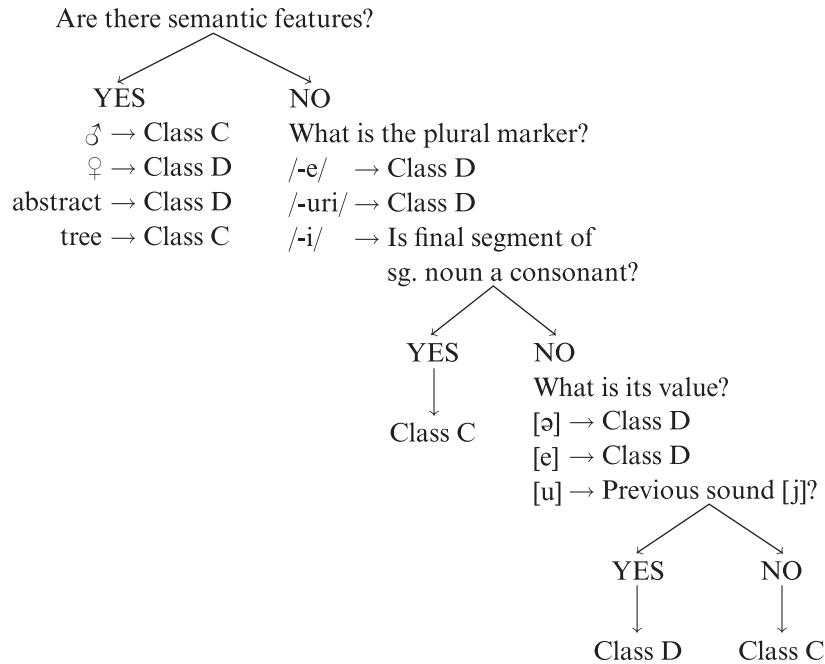 Are there semantic features?
YES NO
♂ → Class C What is the plural marker?
♀ → Class D /-e/ → Class D
abstract → Class D /-uri/ → Class D
tree → Class C /-i/ → Is final segment of
sg. noun a consonant?
YES NO
What is its value?
Class C [ə] → Class D
[e] → Class D
[u] → Previous sound [j]?
YES NO
Class D Class C